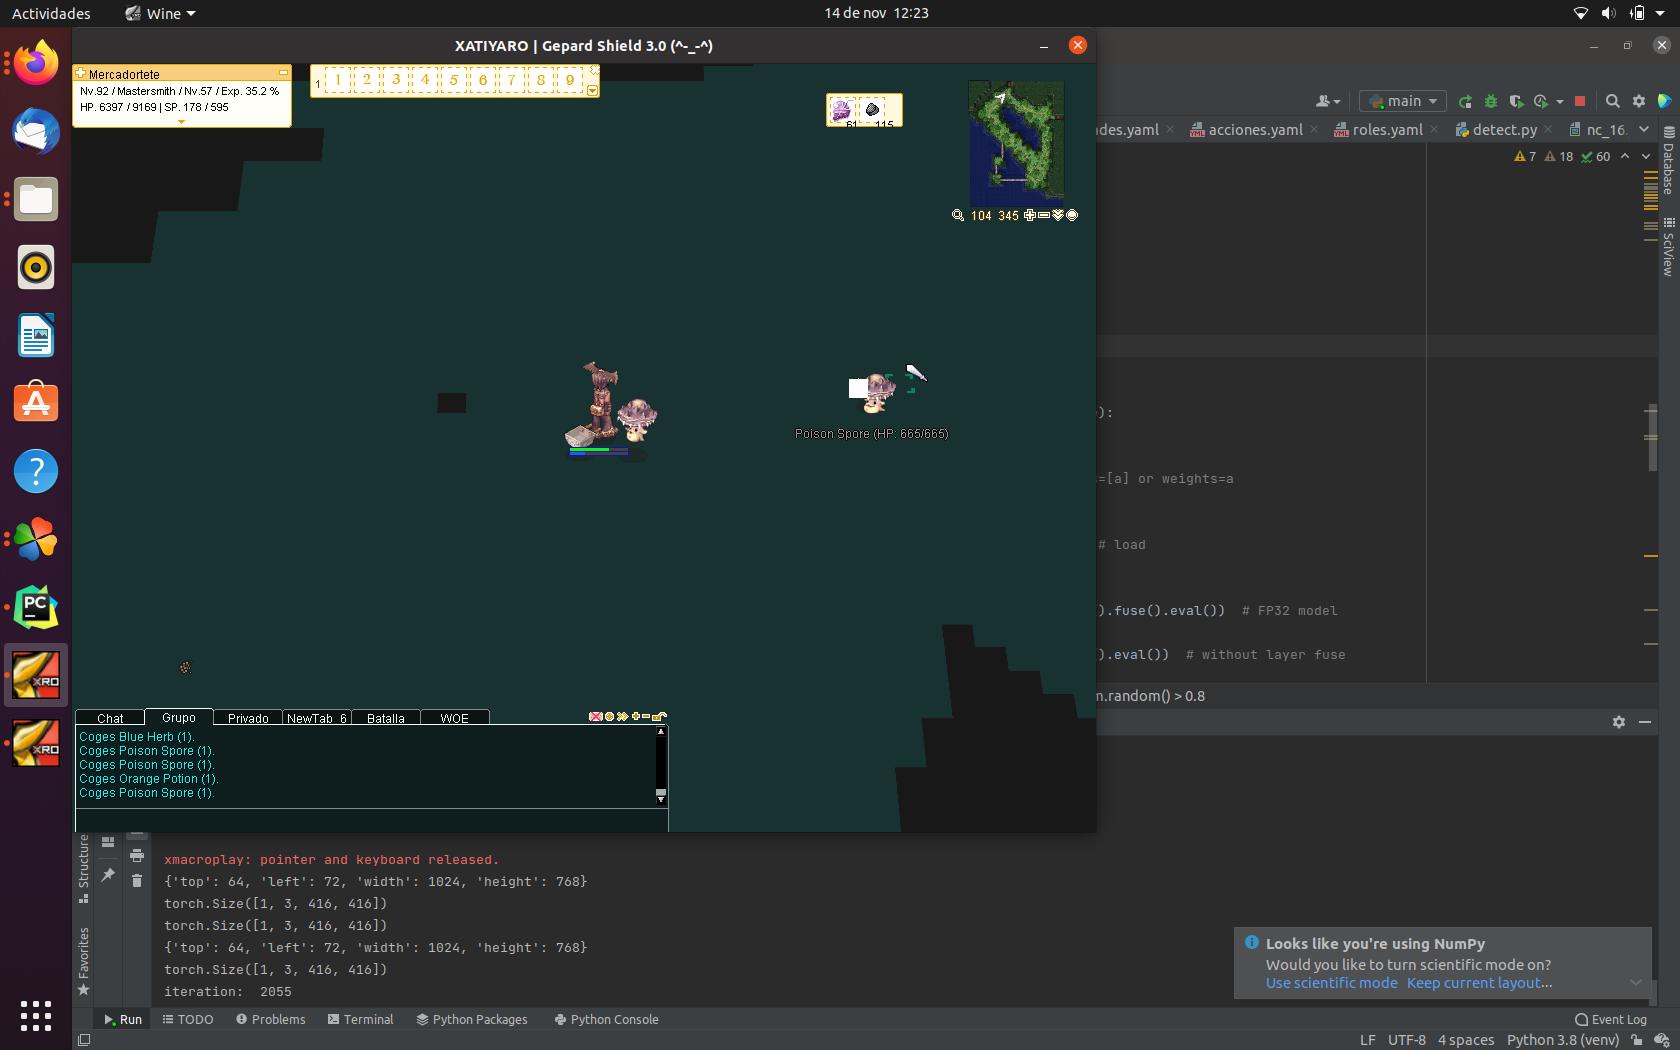 Actividades
Wine
14 de nov 12:23
XATIYARO | Gepard Shield 3.0 (^-_-^)
Mercadortete
Nv.92 / Mastersmith / Nv.57 / Exp. 35.2 %
HP. 6397 / 9169 | SP. 178 / 595
1
1 2 3 4 5 6 7 8 9
61 115
104 345
main
des.yaml
acciones.yaml
roles.yaml
detect.py
nc_16.
7 18 60
Database
SciView
):
=[a] or weights=a
# load
).fuse().eval()) # FP32 model
).eval()) # without layer fuse
m.random() > 0.8
Poison Spore (HP: 665/665)
Chat Grupo Privado NewTab_6 Batalla WOE
Coges Blue Herb (1).
Coges Poison Spore (1).
Coges Poison Spore (1).
Coges Orange Potion (1).
Coges Poison Spore (1).
XRO
XRO
PC
Structure
Favorites
xmacroplay: pointer and keyboard released.
{'top': 64, 'left': 72, 'width': 1024, 'height': 768}
torch.Size([1, 3, 416, 416])
torch.Size([1, 3, 416, 416])
{'top': 64, 'left': 72, 'width': 1024, 'height': 768}
torch.Size([1, 3, 416, 416])
iteration: 2055
Looks like you're using NumPy
Would you like to turn scientific mode on?
Use scientific mode Keep current layout...
Run TODO Problems Terminal Python Packages Python Console
Event Log
LF UTF-8 4 spaces Python 3.8 (venv)